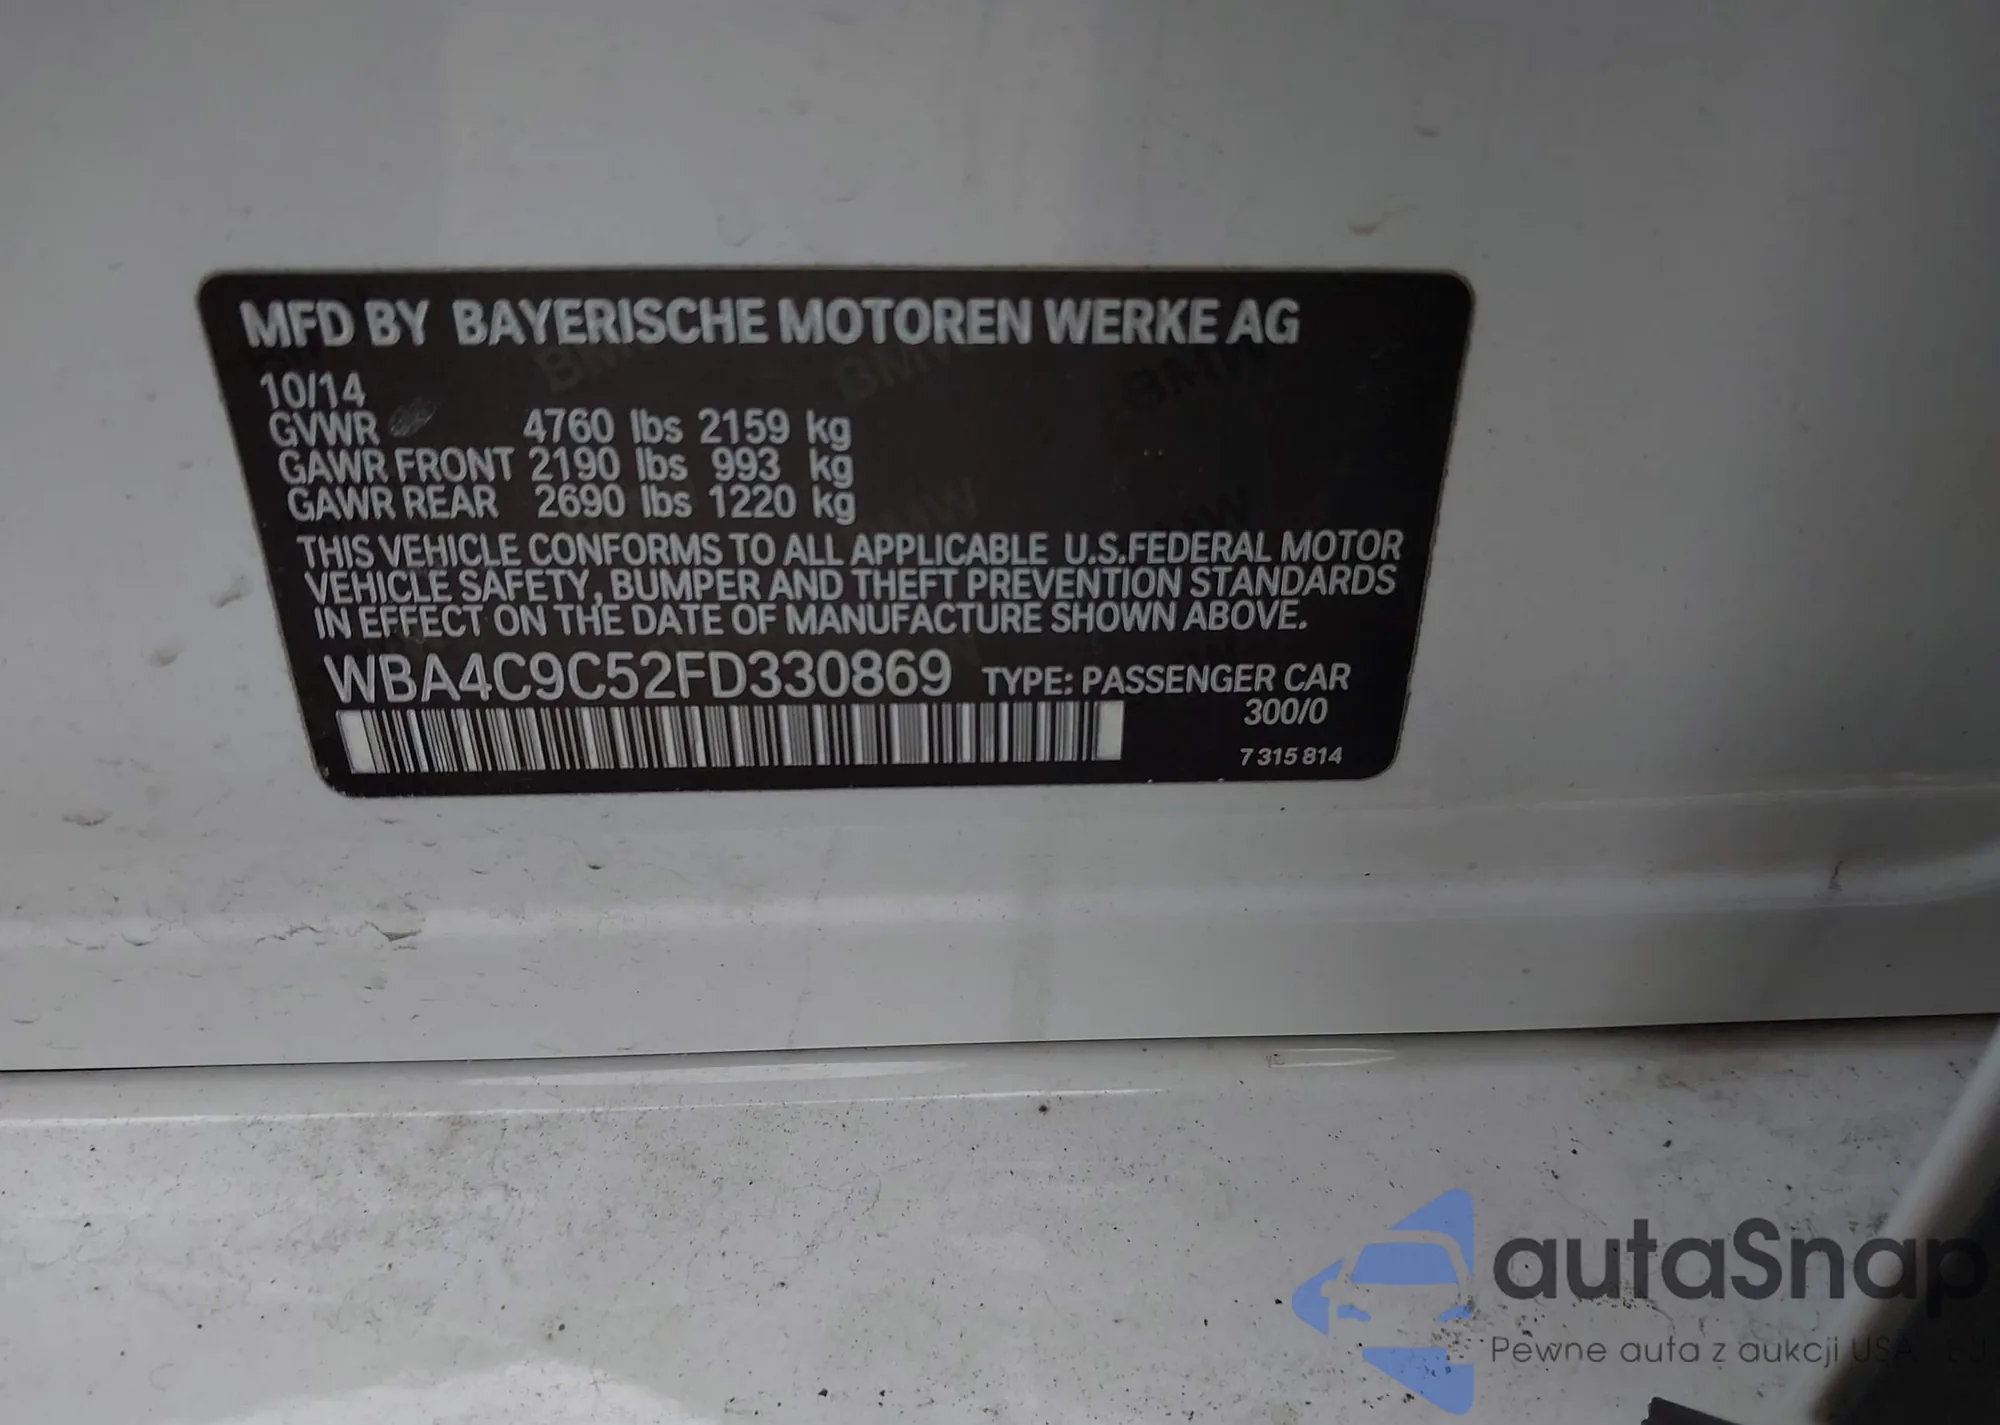 MFD BY BAYERISCHE MOTOREN WERKE AG
10/14
GVWR 4760 lbs 2159 kg
GAWR FRONT 2190 lbs 993 kg
GAWR REAR 2690 lbs 1220 kg
THIS VEHICLE CONFORMS TO ALL APPLICABLE U.S.FEDERAL MOTOR
VEHICLE SAFETY, BUMPER AND THEFT PREVENTION STANDARDS
IN EFFECT ON THE DATE OF MANUFACTURE SHOWN ABOVE.
WBA4C9C52FD330869 TYPE: PASSENGER CAR
300/0
7 315 814
autaSnap
Pewne auta z aukcji USA